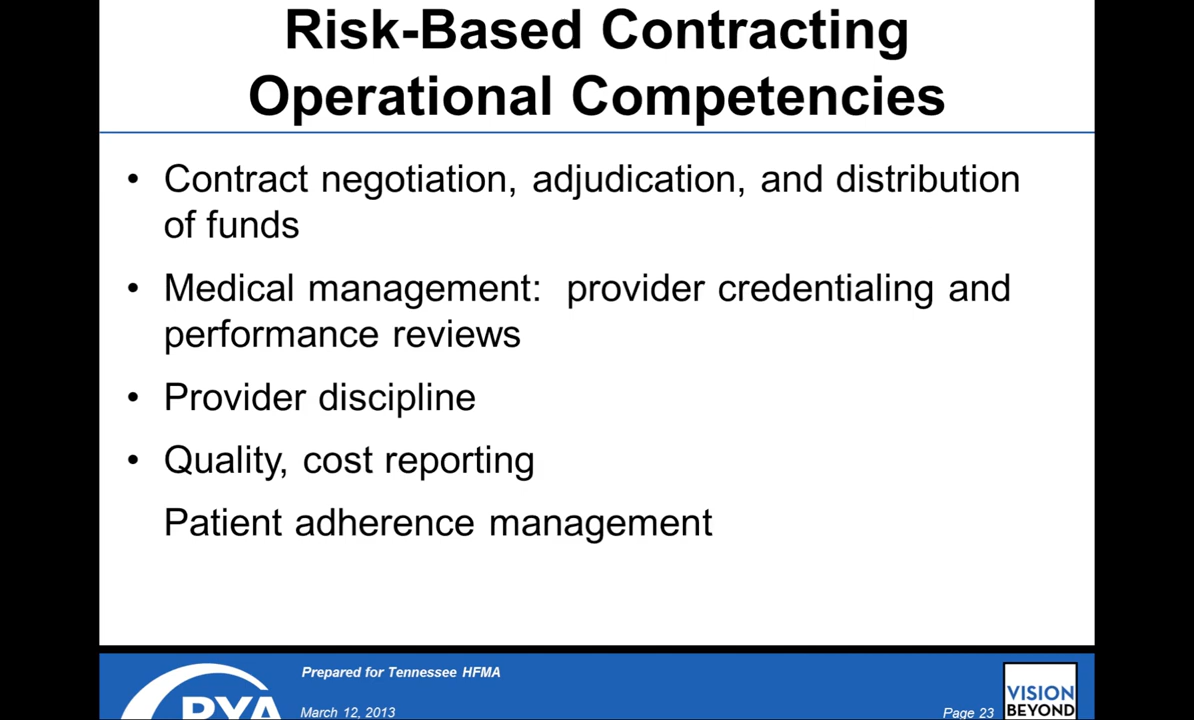 Risk-Based Contracting
Operational Competencies
• Contract negotiation, adjudication, and distribution
of funds
• Medical management:  provider credentialing and
performance reviews
• Provider discipline
• Quality, cost reporting
Patient adherence management
Prepared for Tennessee HFMA
March 12, 2013
PYA
Page 23
VISION
BEYOND